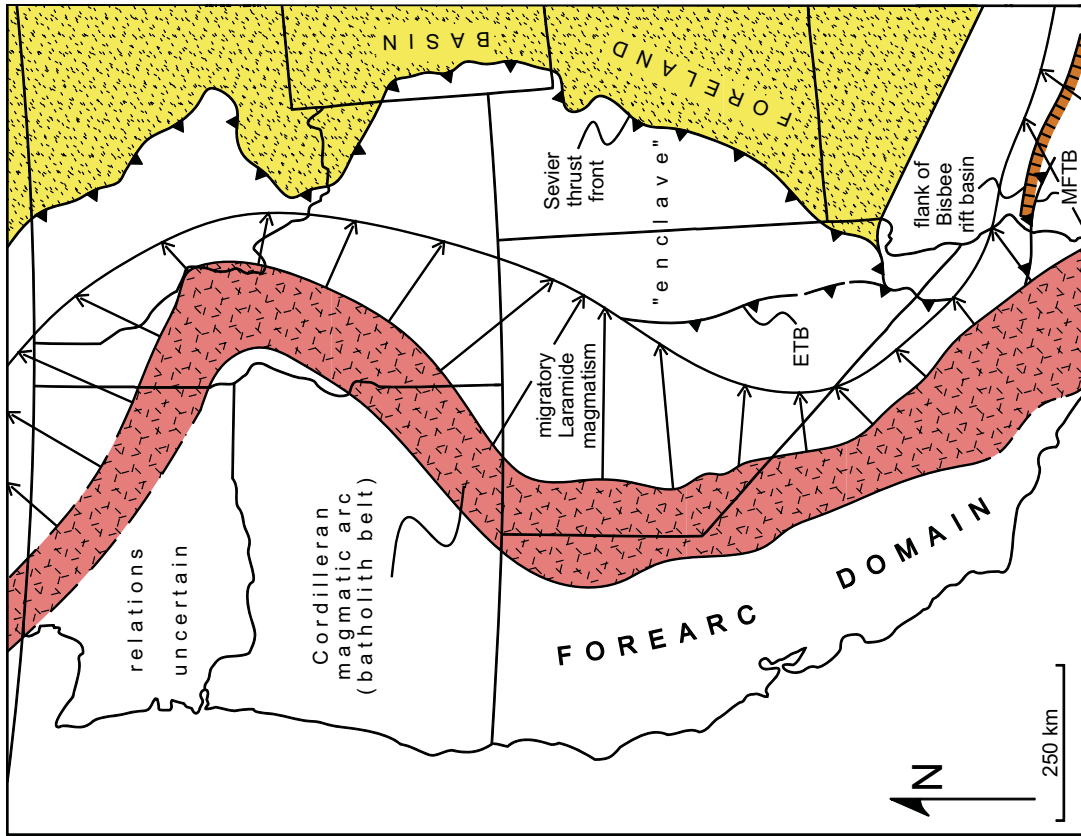 BASIN
FORELAND
Sevier
thrust
front
"enclave"
flank of
Bisbee
rift basin
MFTB
ETB
migratory
Laramide
magmatism
relations
uncertain
Cordilleran
magmatic arc
(batholith belt)
FOREARC DOMAIN
N
250 km